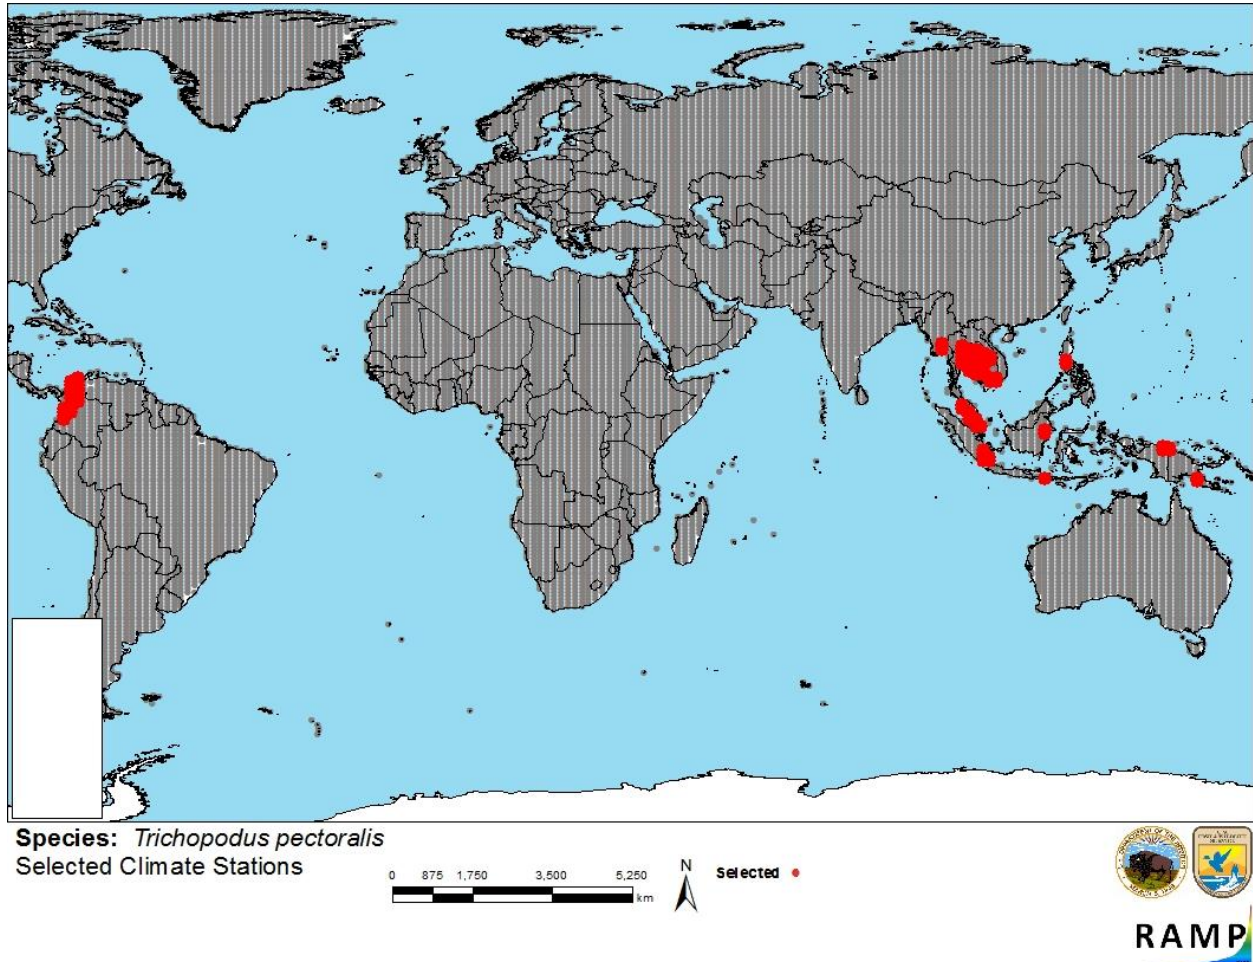 Species: Trichopodus pectoralis
Selected Climate Stations
0 875 1,750 3,500 5,250
km
N
Selected
RAMP